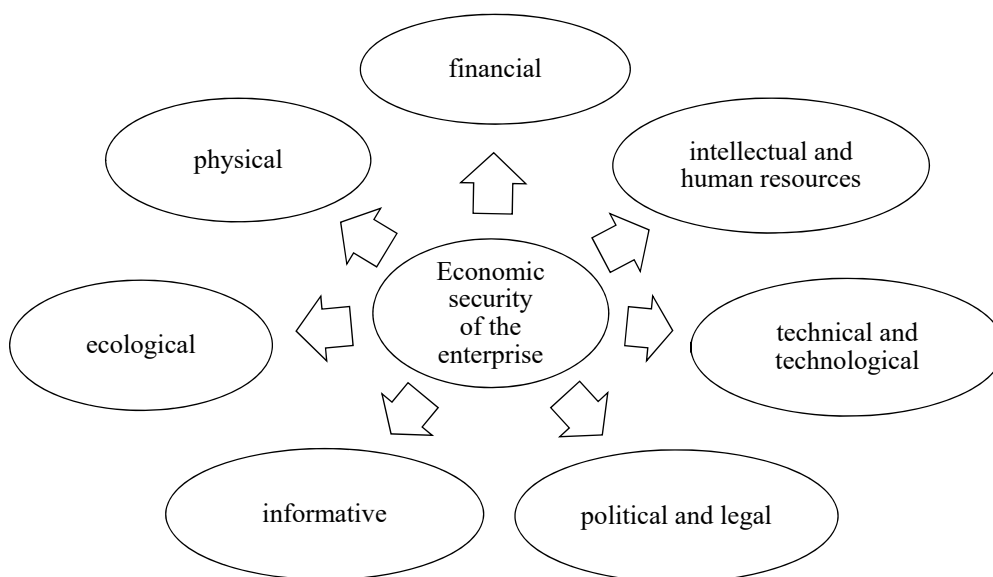 financial
physical
intellectual and
human resources
Economic
security
of the
enterprise
ecological
technical and
technological
informative
political and legal